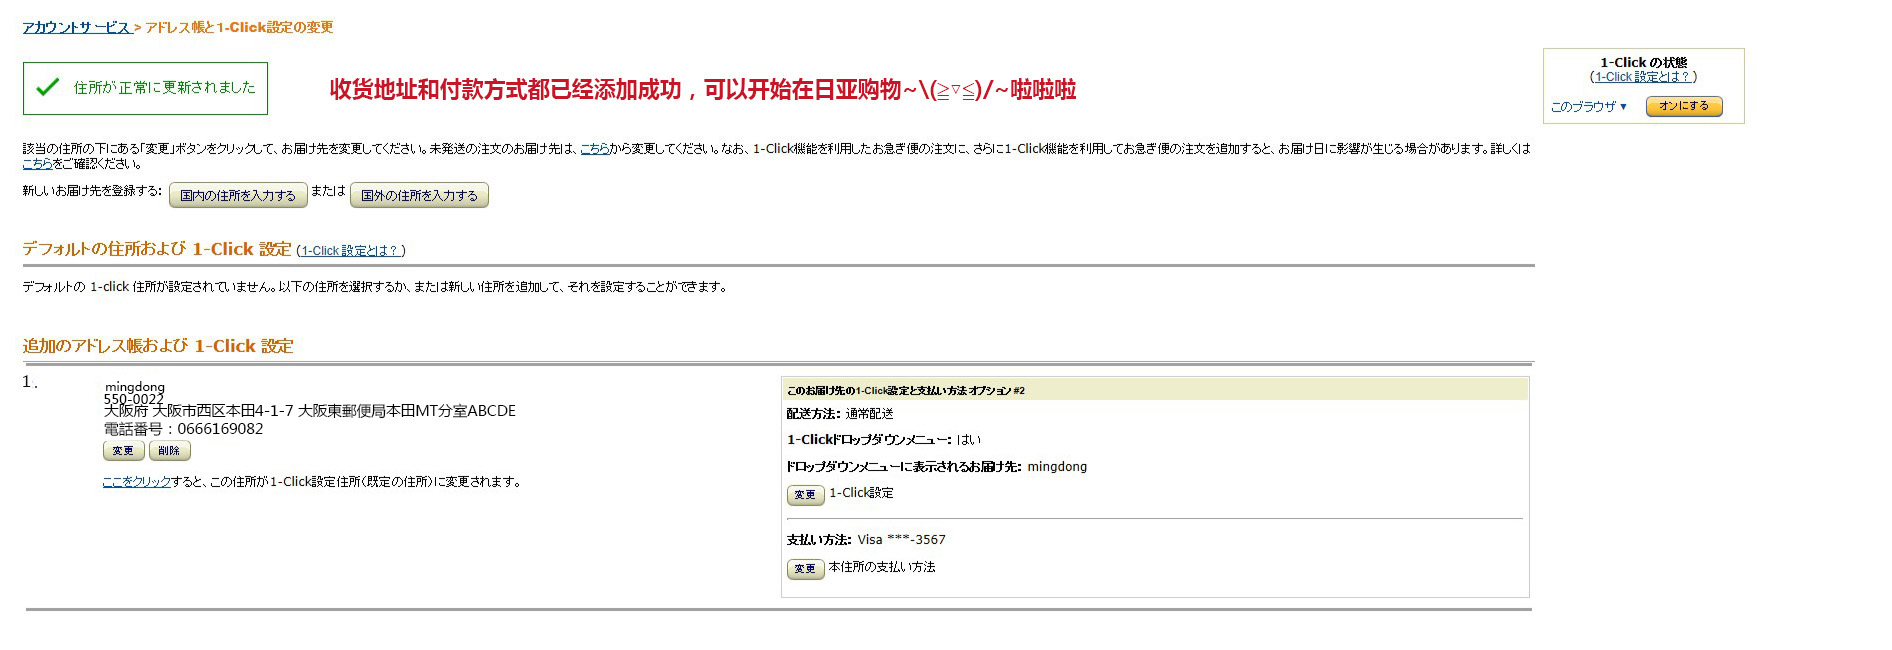 アカウントサービス > アドレス帳と1-Click設定の変更
住所が正常に更新されました
收货地址和付款方式都已经添加成功，可以开始在日亚购物~\(≧▽≦)/~啦啦啦
1-Click の状態
(1-Click 設定とは？)
このブラウザ ▼ オンにする
該当の住所の下にある「変更」ボタンをクリックして、お届け先を変更してください。未発送の注文のお届け先は、こちらから変更してください。なお、1-Click機能を利用したお急ぎ便の注文に、さらに1-Click機能を利用してお急ぎ便の注文を追加すると、お届け日に影響が生じる場合があります。詳しくは
こちらをご確認ください。
新しいお届け先を登録する: 国内の住所を入力する または 国外の住所を入力する
デフォルトの住所および 1-Click 設定 (1-Click 設定とは？)
デフォルトの 1-click 住所が設定されていません。以下の住所を選択するか、または新しい住所を追加して、それを設定することができます。
追加のアドレス帳および 1-Click 設定
1.
mingdong
550-0022
大阪府 大阪市西区本田4-1-7 大阪東郵便局本田MT分室ABCDE
電話番号：0666169082
変更 削除
ここをクリックすると、この住所が1-Click設定住所(既定の住所)に変更されます。
このお届け先の1-Click設定と支払い方法 オプション #2
配送方法: 通常配送
1-Clickドロップダウンメニュー: はい
ドロップダウンメニューに表示されるお届け先: mingdong
変更 1-Click設定
支払い方法: Visa ***-3567
変更 本住所の支払い方法